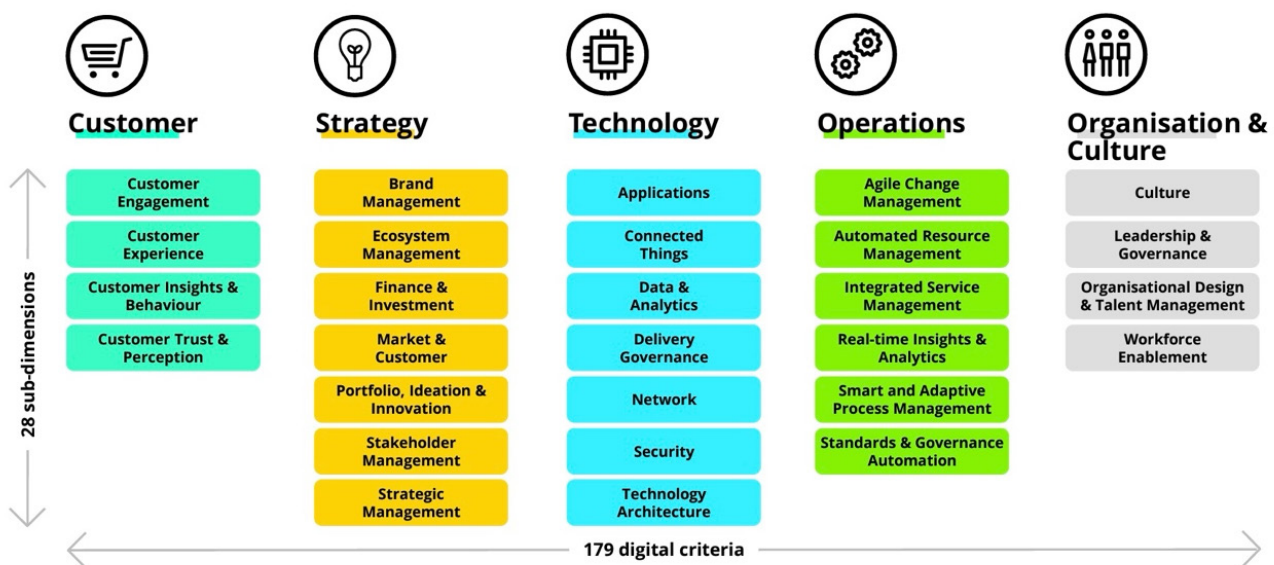 Customer
Strategy
Technology
Operations
Organisation &
Culture
28 sub-dimensions
Customer
Engagement
Customer
Experience
Customer Insights &
Behaviour
Customer Trust &
Perception
Brand
Management
Ecosystem
Management
Finance &
Investment
Market &
Customer
Portfolio, Ideation &
Innovation
Stakeholder
Management
Strategic
Management
Applications
Connected
Things
Data &
Analytics
Delivery
Governance
Network
Security
Technology
Architecture
Agile Change
Management
Automated Resource
Management
Integrated Service
Management
Real-time Insights &
Analytics
Smart and Adaptive
Process Management
Standards & Governance
Automation
Culture
Leadership &
Governance
Organisational Design
& Talent Management
Workforce
Enablement
179 digital criteria